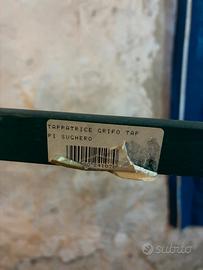 TAPPATRICE GRIFO TAP
PI SUGHERO
subito